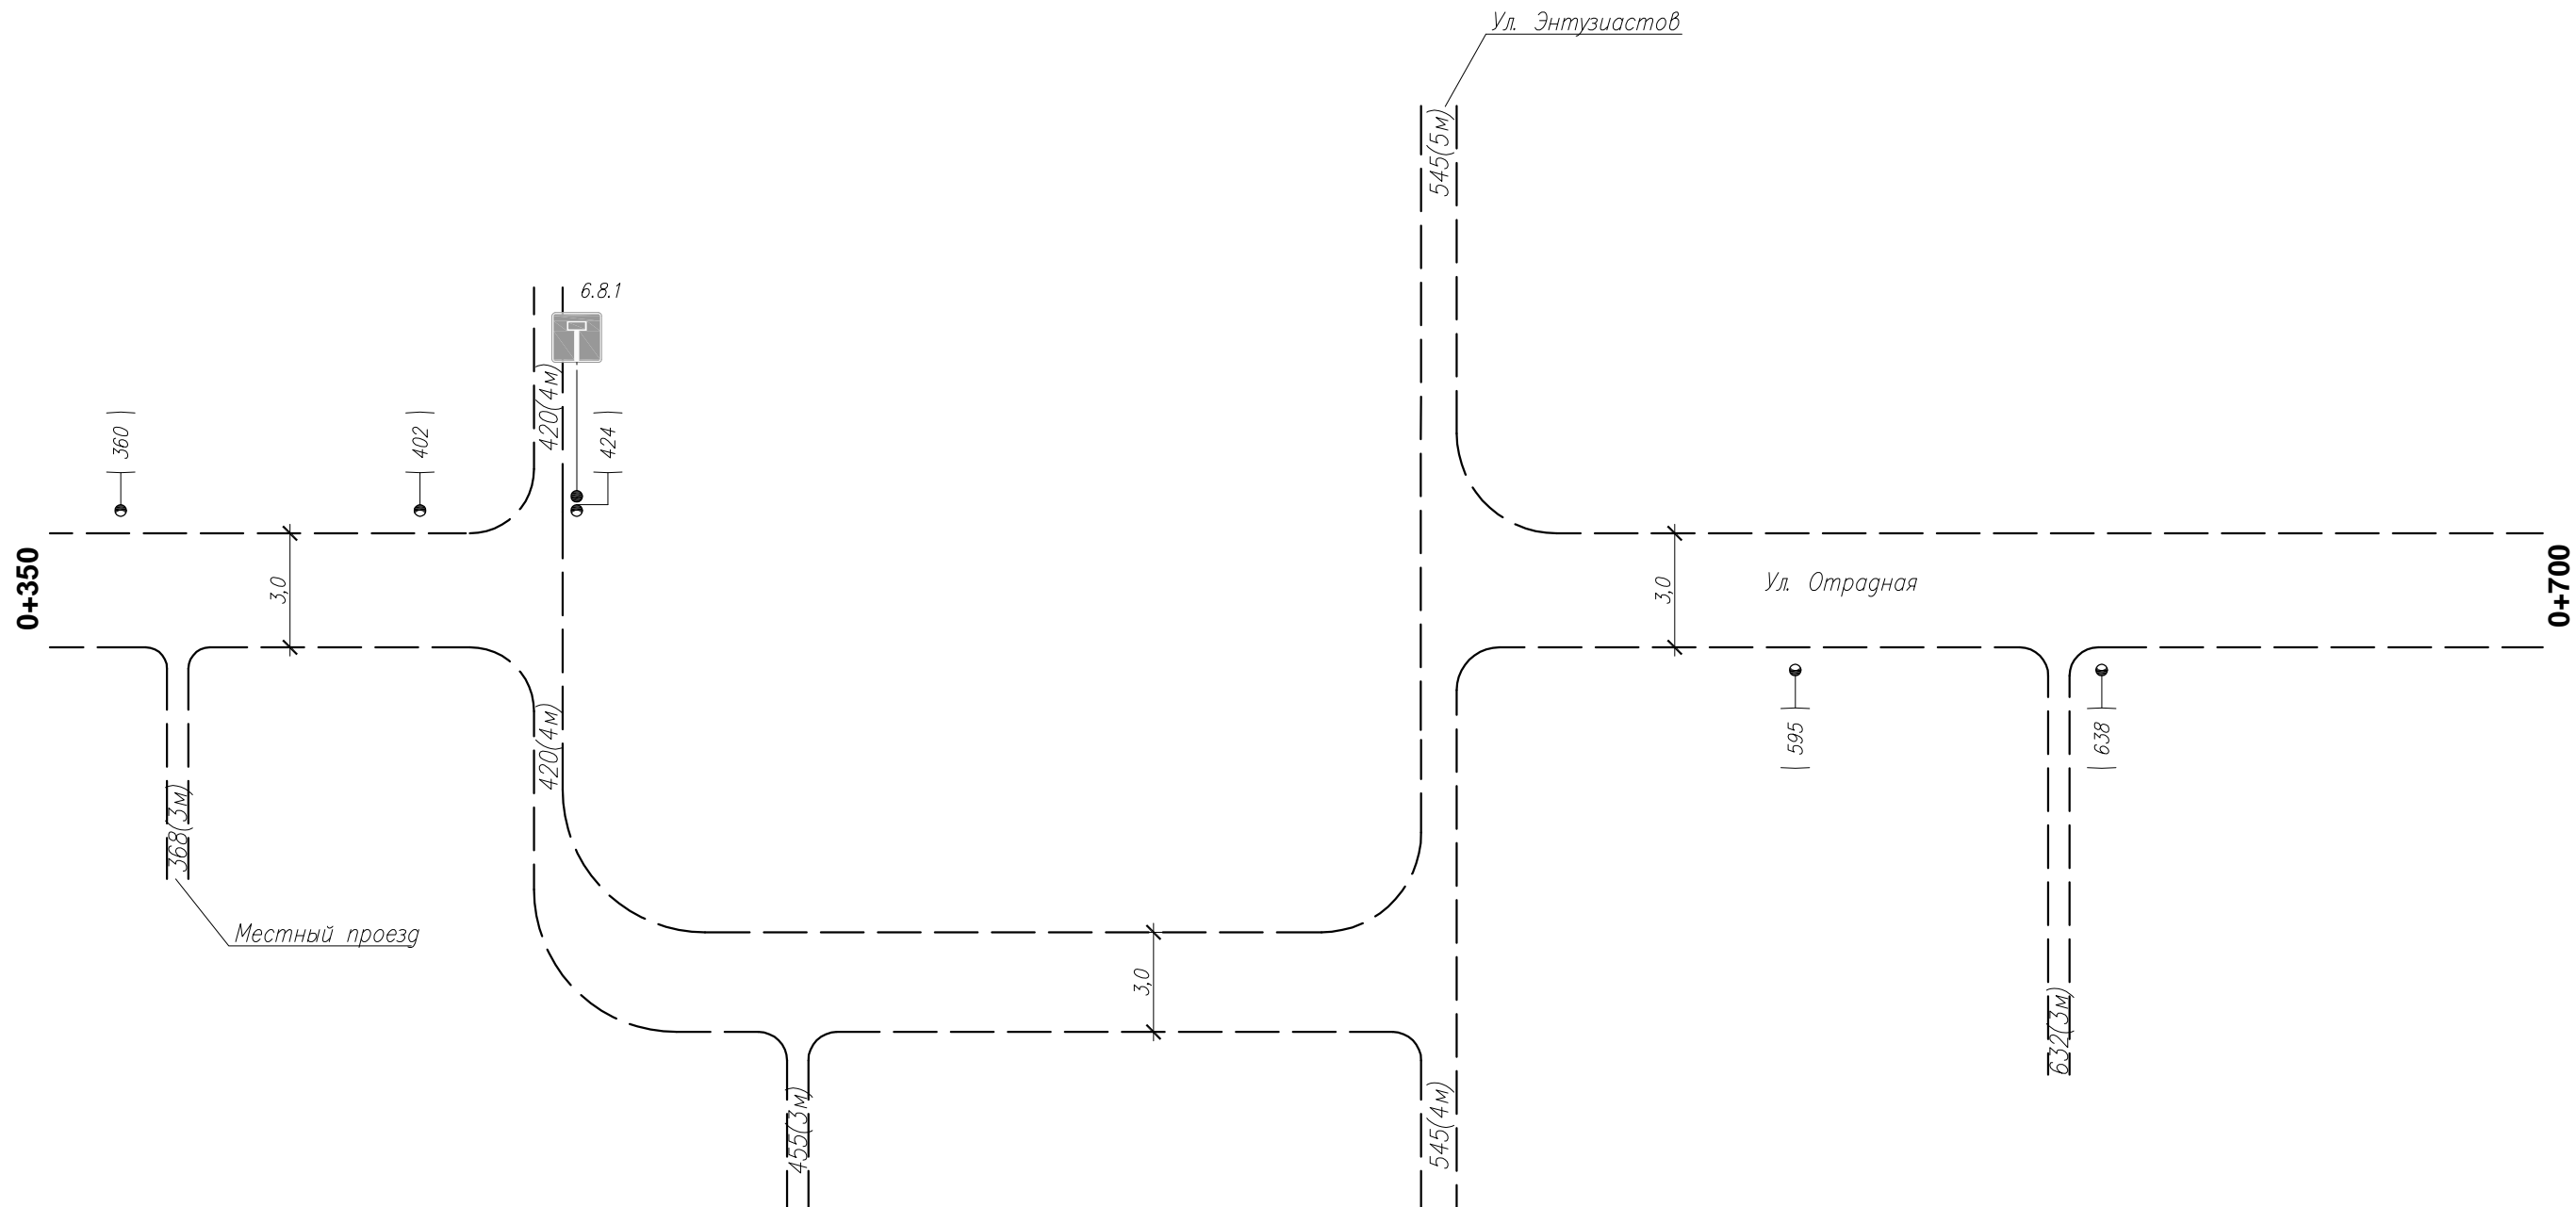 Ул. Энтузиастов
545(5м)
6.8.1
420(4м)
360
402
424
0+350
3,0
3,0
Ул. Отрадная
0+700
420(4м)
595
638
368(3м)
Местный проезд
3,0
632(3м)
455(3м)
545(4м)